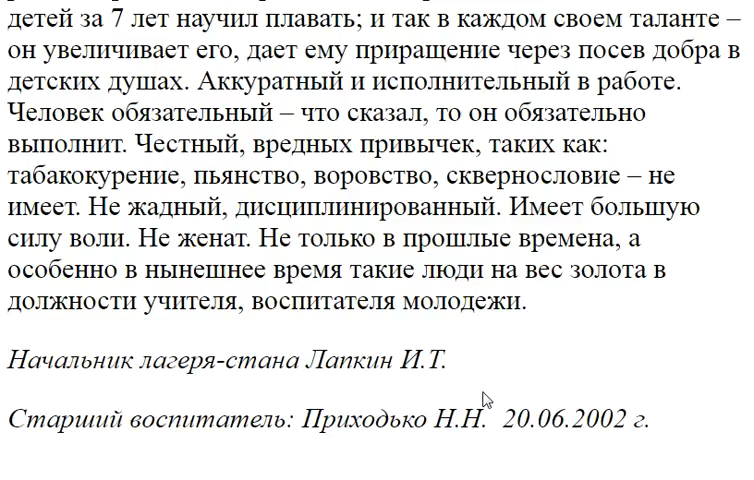 детей за 7 лет научил плавать; и так в каждом своем таланте –
он увеличивает его, дает ему приращение через посев добра в
детских душах. Аккуратный и исполнительный в работе.
Человек обязательный – что сказал, то он обязательно
выполнит. Честный, вредных привычек, таких как:
табакокурение, пьянство, воровство, сквернословие – не
имеет. Не жадный, дисциплинированный. Имеет большую
силу воли. Не женат. Не только в прошлые времена, а
особенно в нынешнее время такие люди на вес золота в
должности учителя, воспитателя молодежи.
Начальник лагеря-стана Лапкин И.Т.
Старший воспитатель: Приходько Н.Н. 20.06.2002 г.